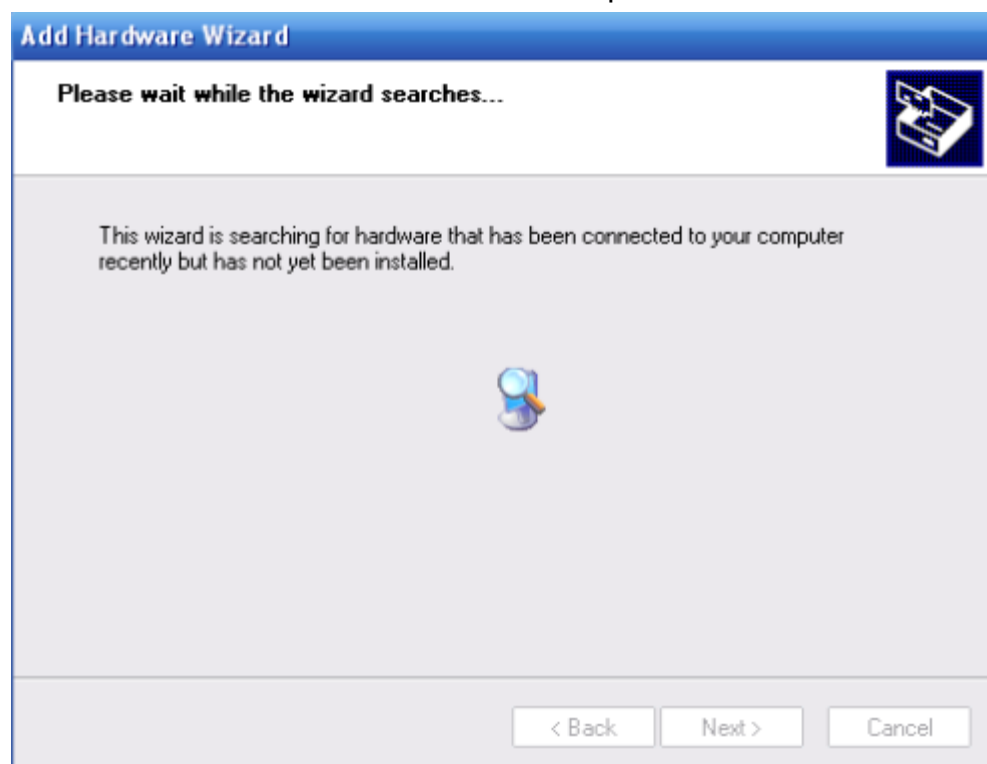 Add Hardware Wizard
Please wait while the wizard searches...
This wizard is searching for hardware that has been connected to your computer
recently but has not yet been installed.
< Back Next > Cancel